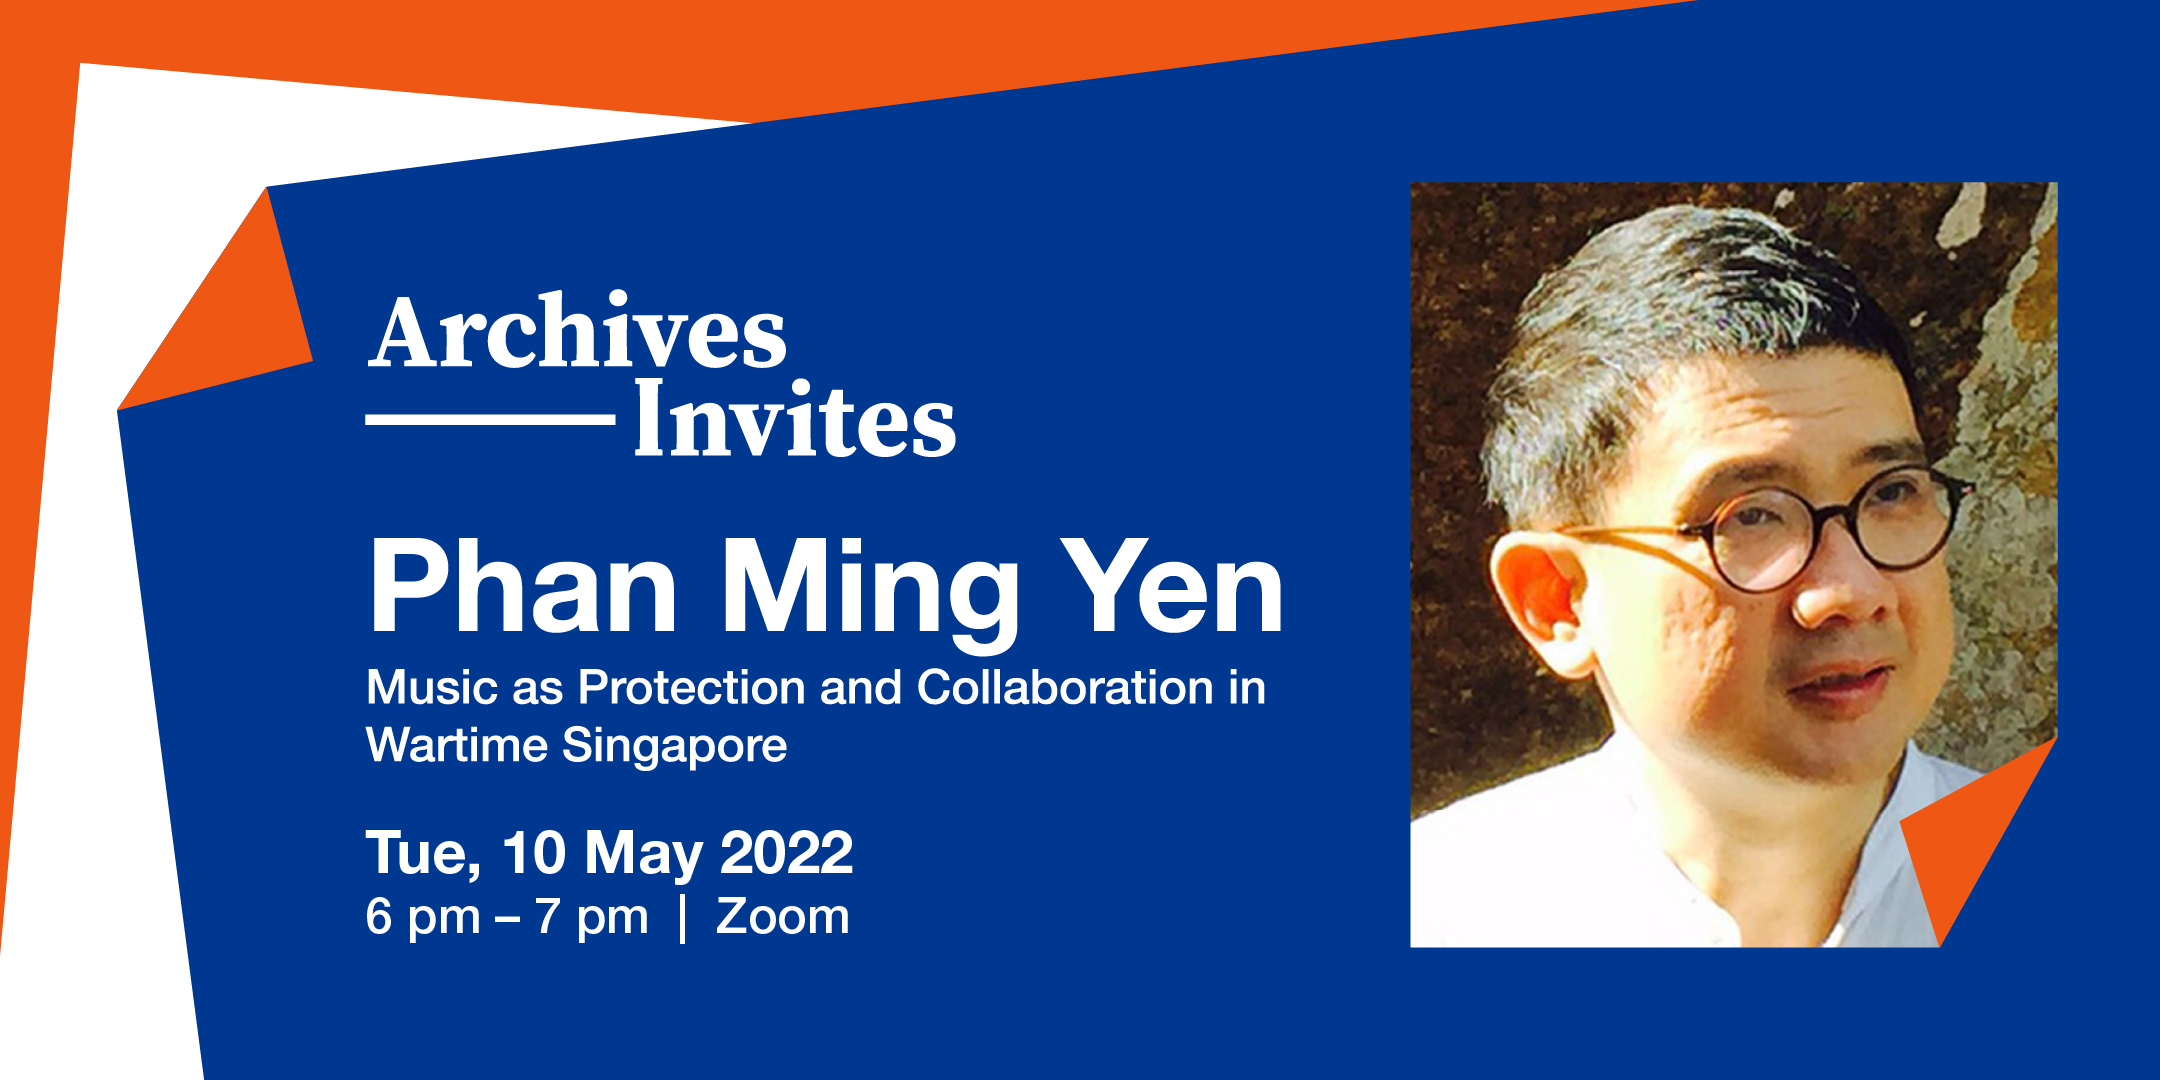 Archives
Invites
Phan Ming Yen
Music as Protection and Collaboration in
Wartime Singapore
Tue, 10 May 2022
6 pm – 7 pm | Zoom